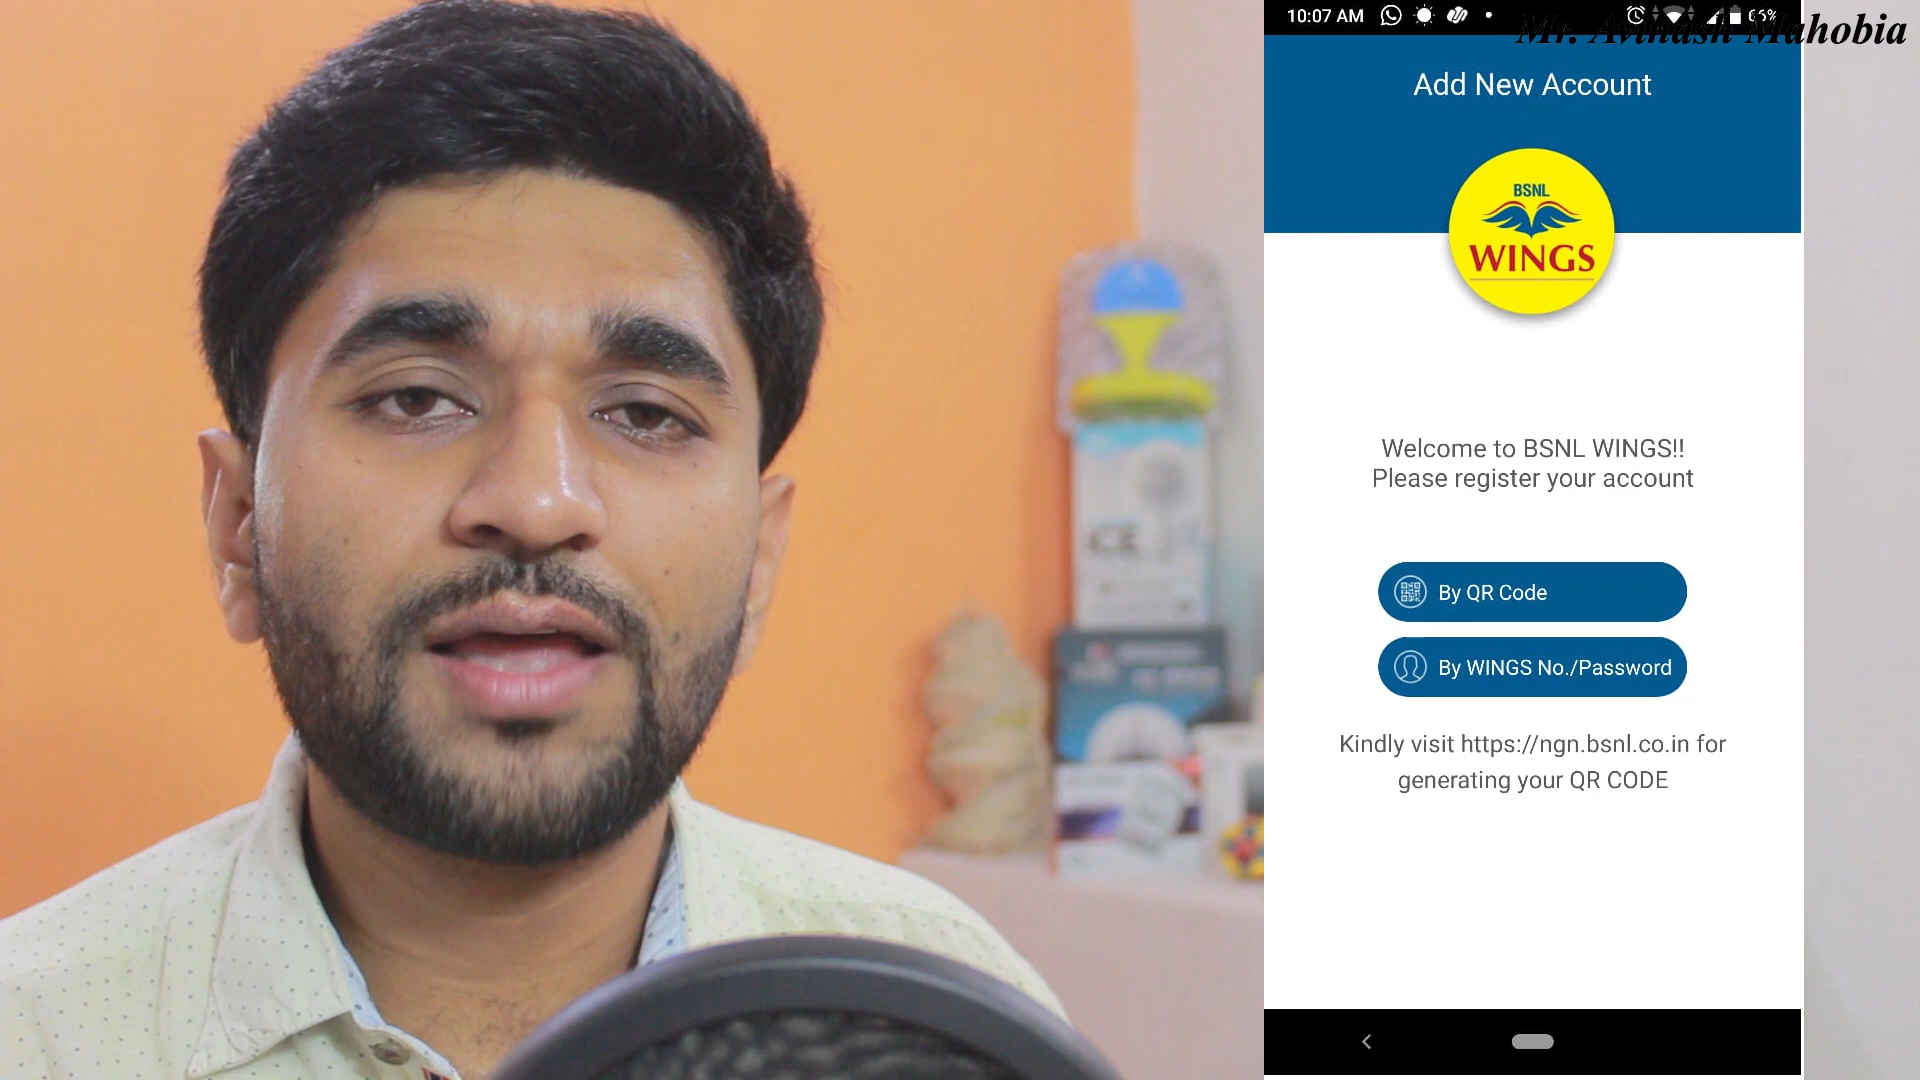 10:07 AM
66%
Mr. Avinash Mahobia
Add New Account
BSNL
WINGS
Welcome to BSNL WINGS!!
Please register your account
By QR Code
By WINGS No./Password
Kindly visit https://ngn.bsnl.co.in for
generating your QR CODE